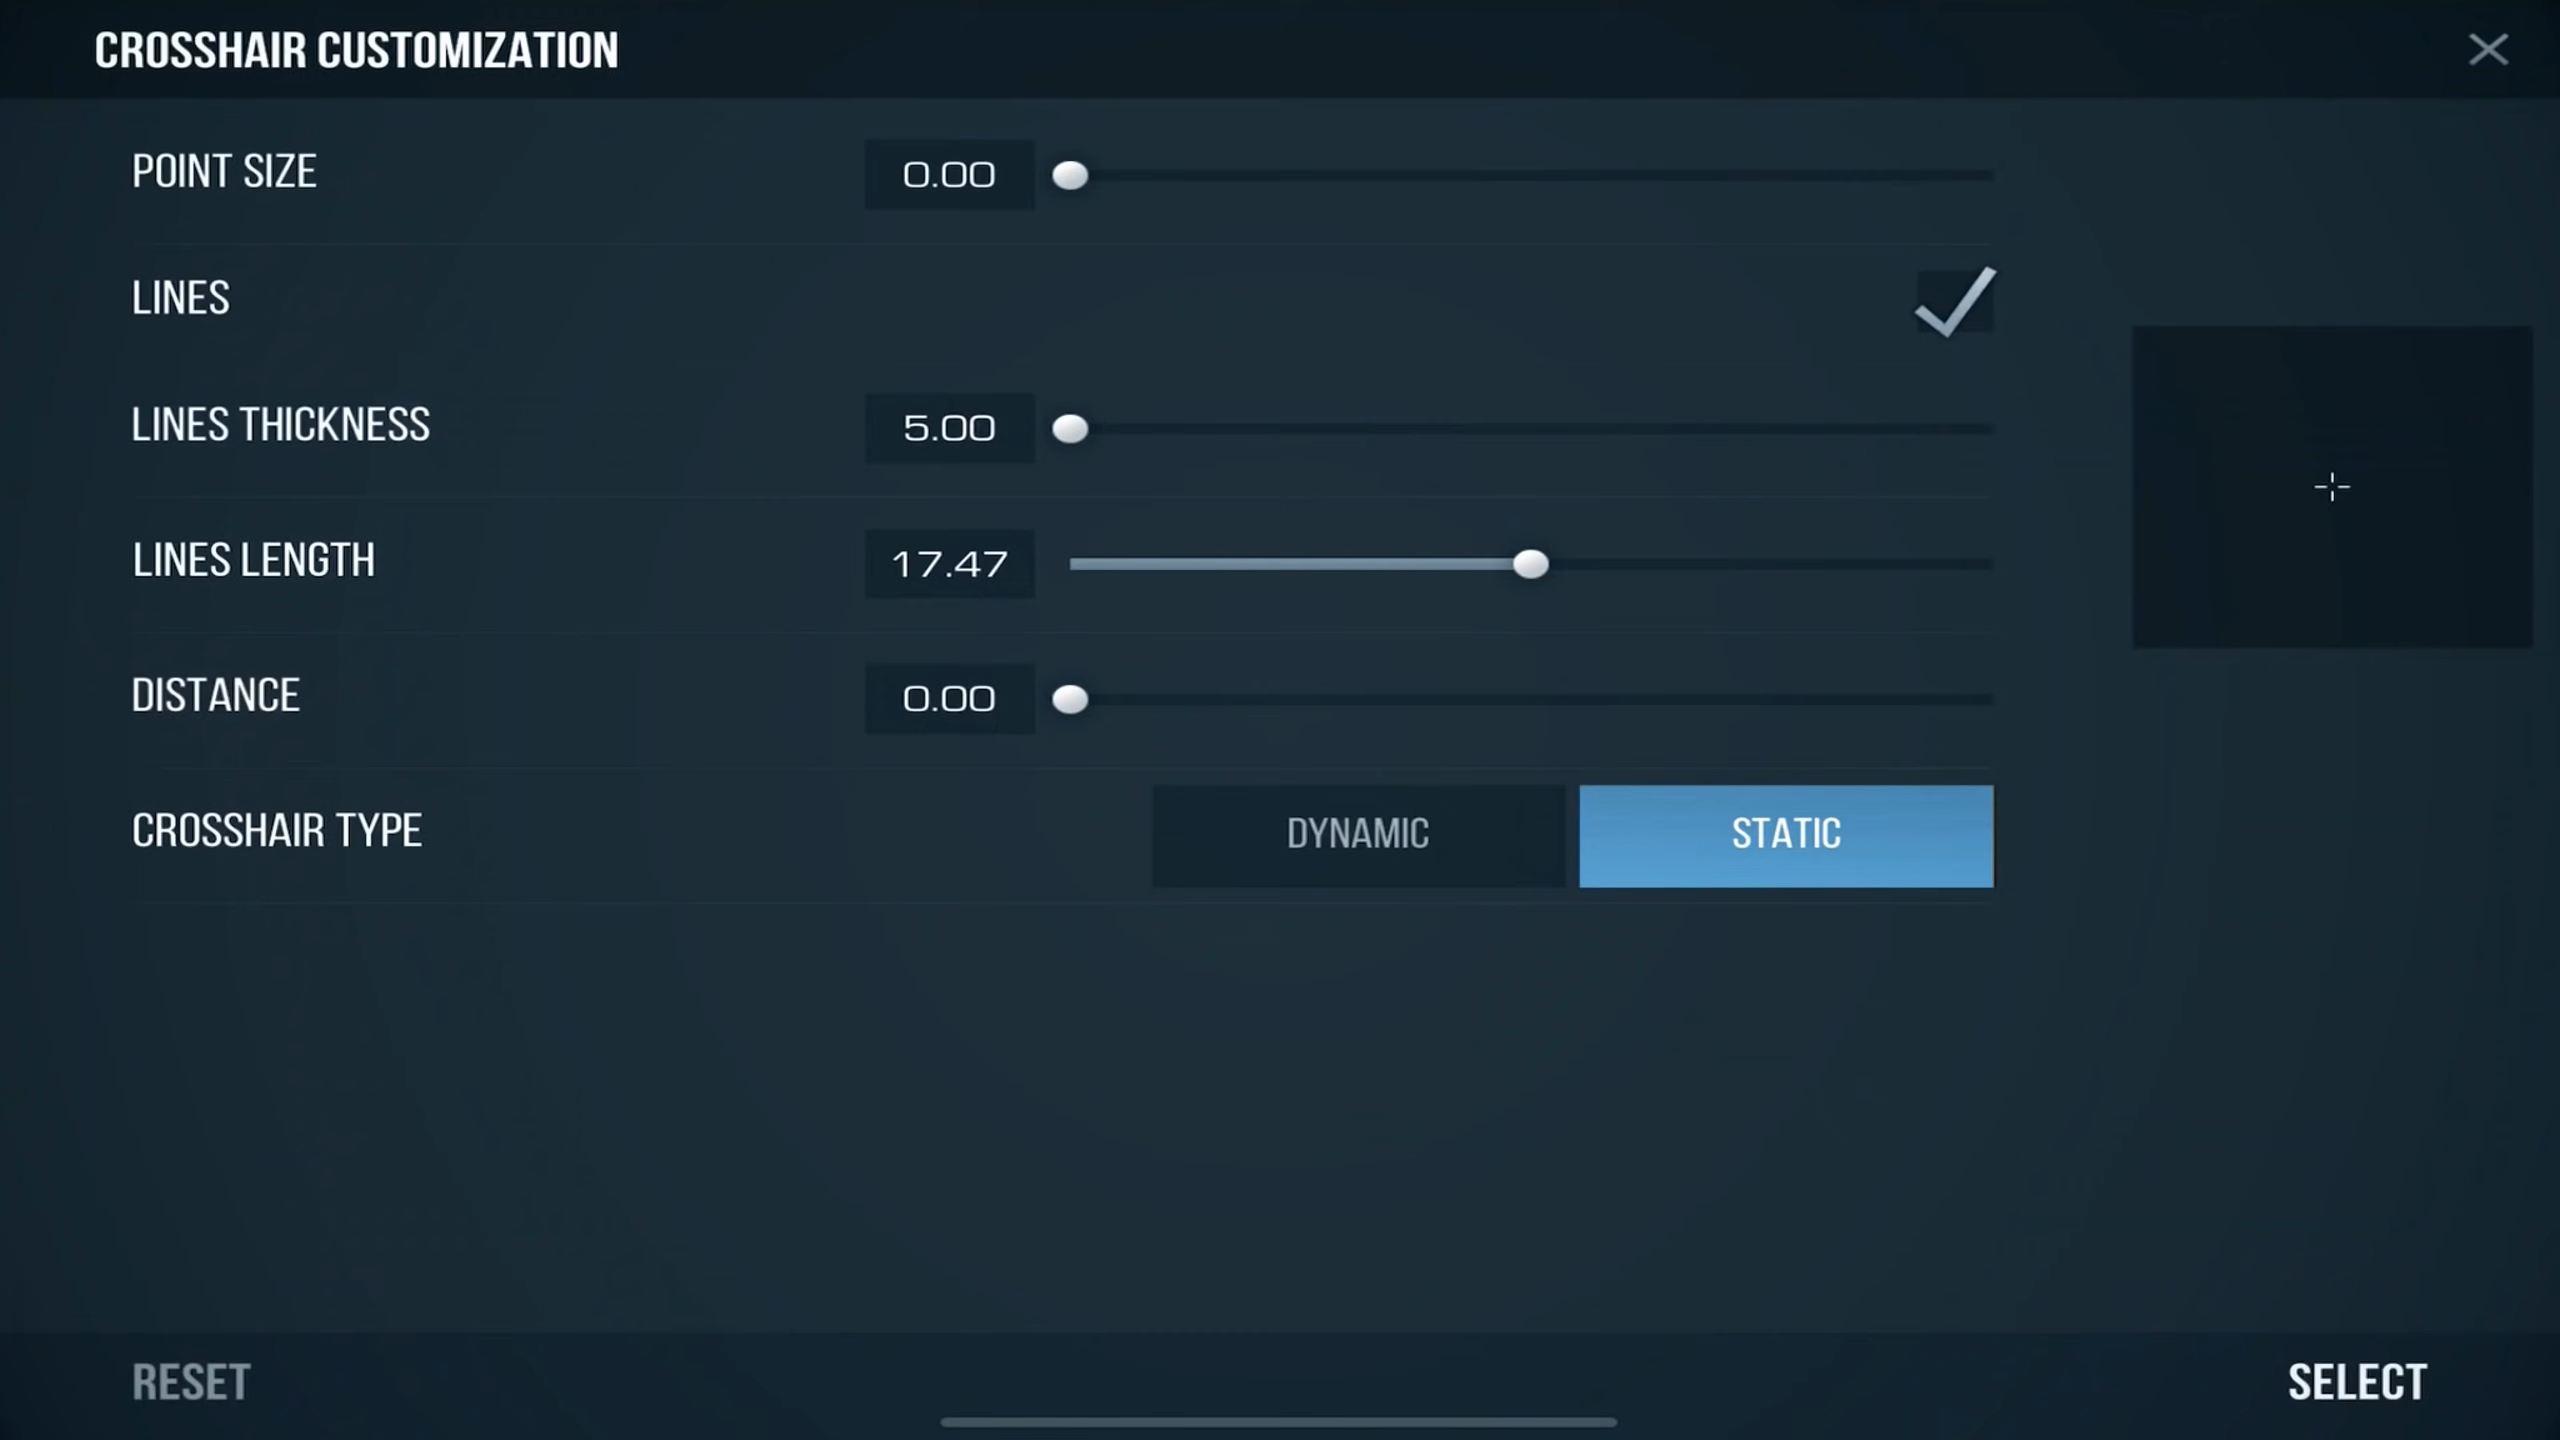 CROSSHAIR CUSTOMIZATION
POINT SIZE 0.00
LINES
LINES THICKNESS 5.00
LINES LENGTH 17.47
DISTANCE 0.00
CROSSHAIR TYPE DYNAMIC STATIC
RESET SELECT